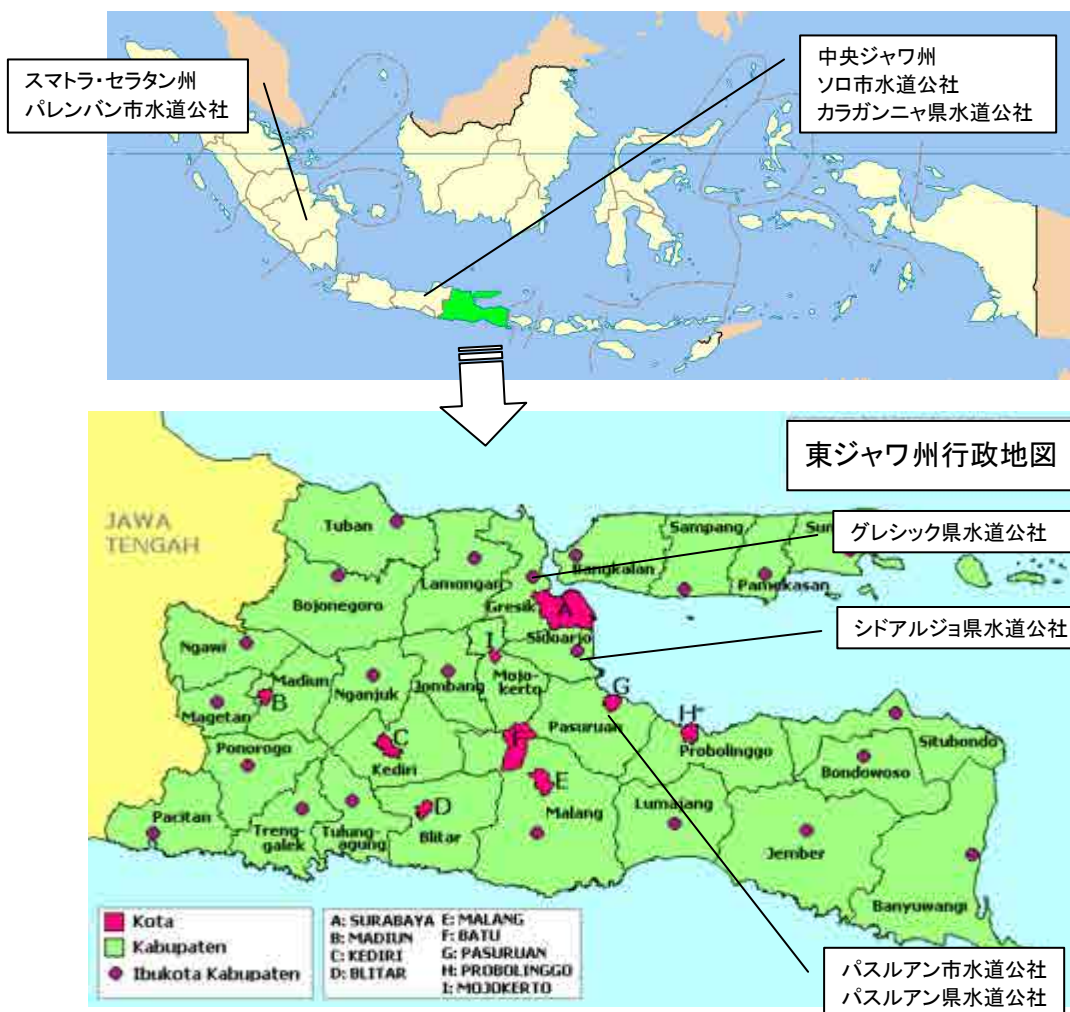 スマトラ・セラタン州
パレンバン市水道公社
中央ジャワ州
ソロ市水道公社
カラガンニャ県水道公社
東ジャワ州行政地図
JAWA
TENGAH
Tuban
Sampang
Sum
グレシック県水道公社
Lamongan
Bangkalan
Pamekasan
Bojonegoro
Gresik
A
シドアルジョ県水道公社
Sidoarjo
Ngawi
I
Mojo-
kerto
Madiun
Nganjuk
Jombang
B
Magetan
G
Pasuruan
H
Ponorogo
C
Kediri
F
Probolinggo
Situbondo
Bondowoso
E
Malang
Lumajang
Pacitan
D
Blitar
Treng-
galek
Tulung-
agung
Jember
Banyuwangi
Kota
Kabupaten
Ibukota Kabupaten
A: SURABAYA E: MALANG
B: MADIUN F: BATU
C: KEDIRI G: PASURUAN
D: BLITAR H: PROBOLINGGO
I: MOJOKERTO
パスルアン市水道公社
パスルアン県水道公社